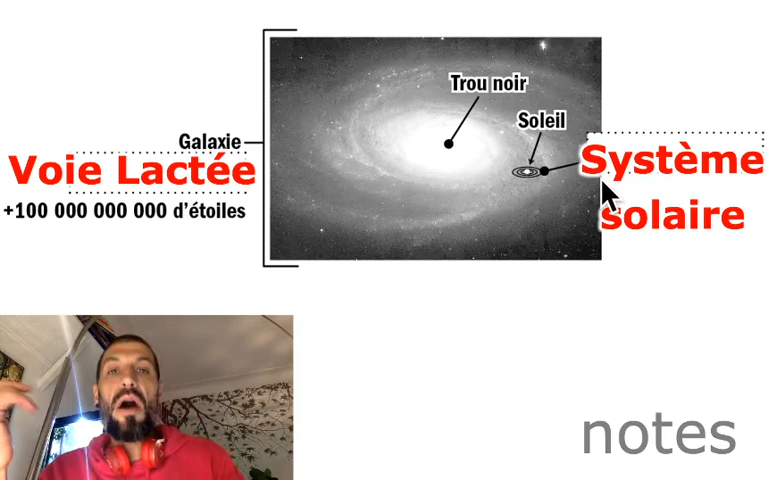 Trou noir
Soleil
Galaxie
Voie Lactée
+100 000 000 000 d'étoiles
Système
solaire
notes